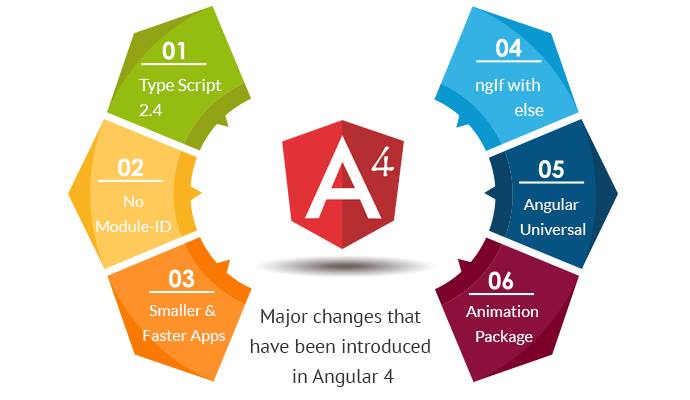 01
Type Script
2.4
02
No
Module-ID
03
Smaller &
Faster Apps
A4
Major changes that
have been introduced
in Angular 4
04
ngIf with
else
05
Angular
Universal
06
Animation
Package